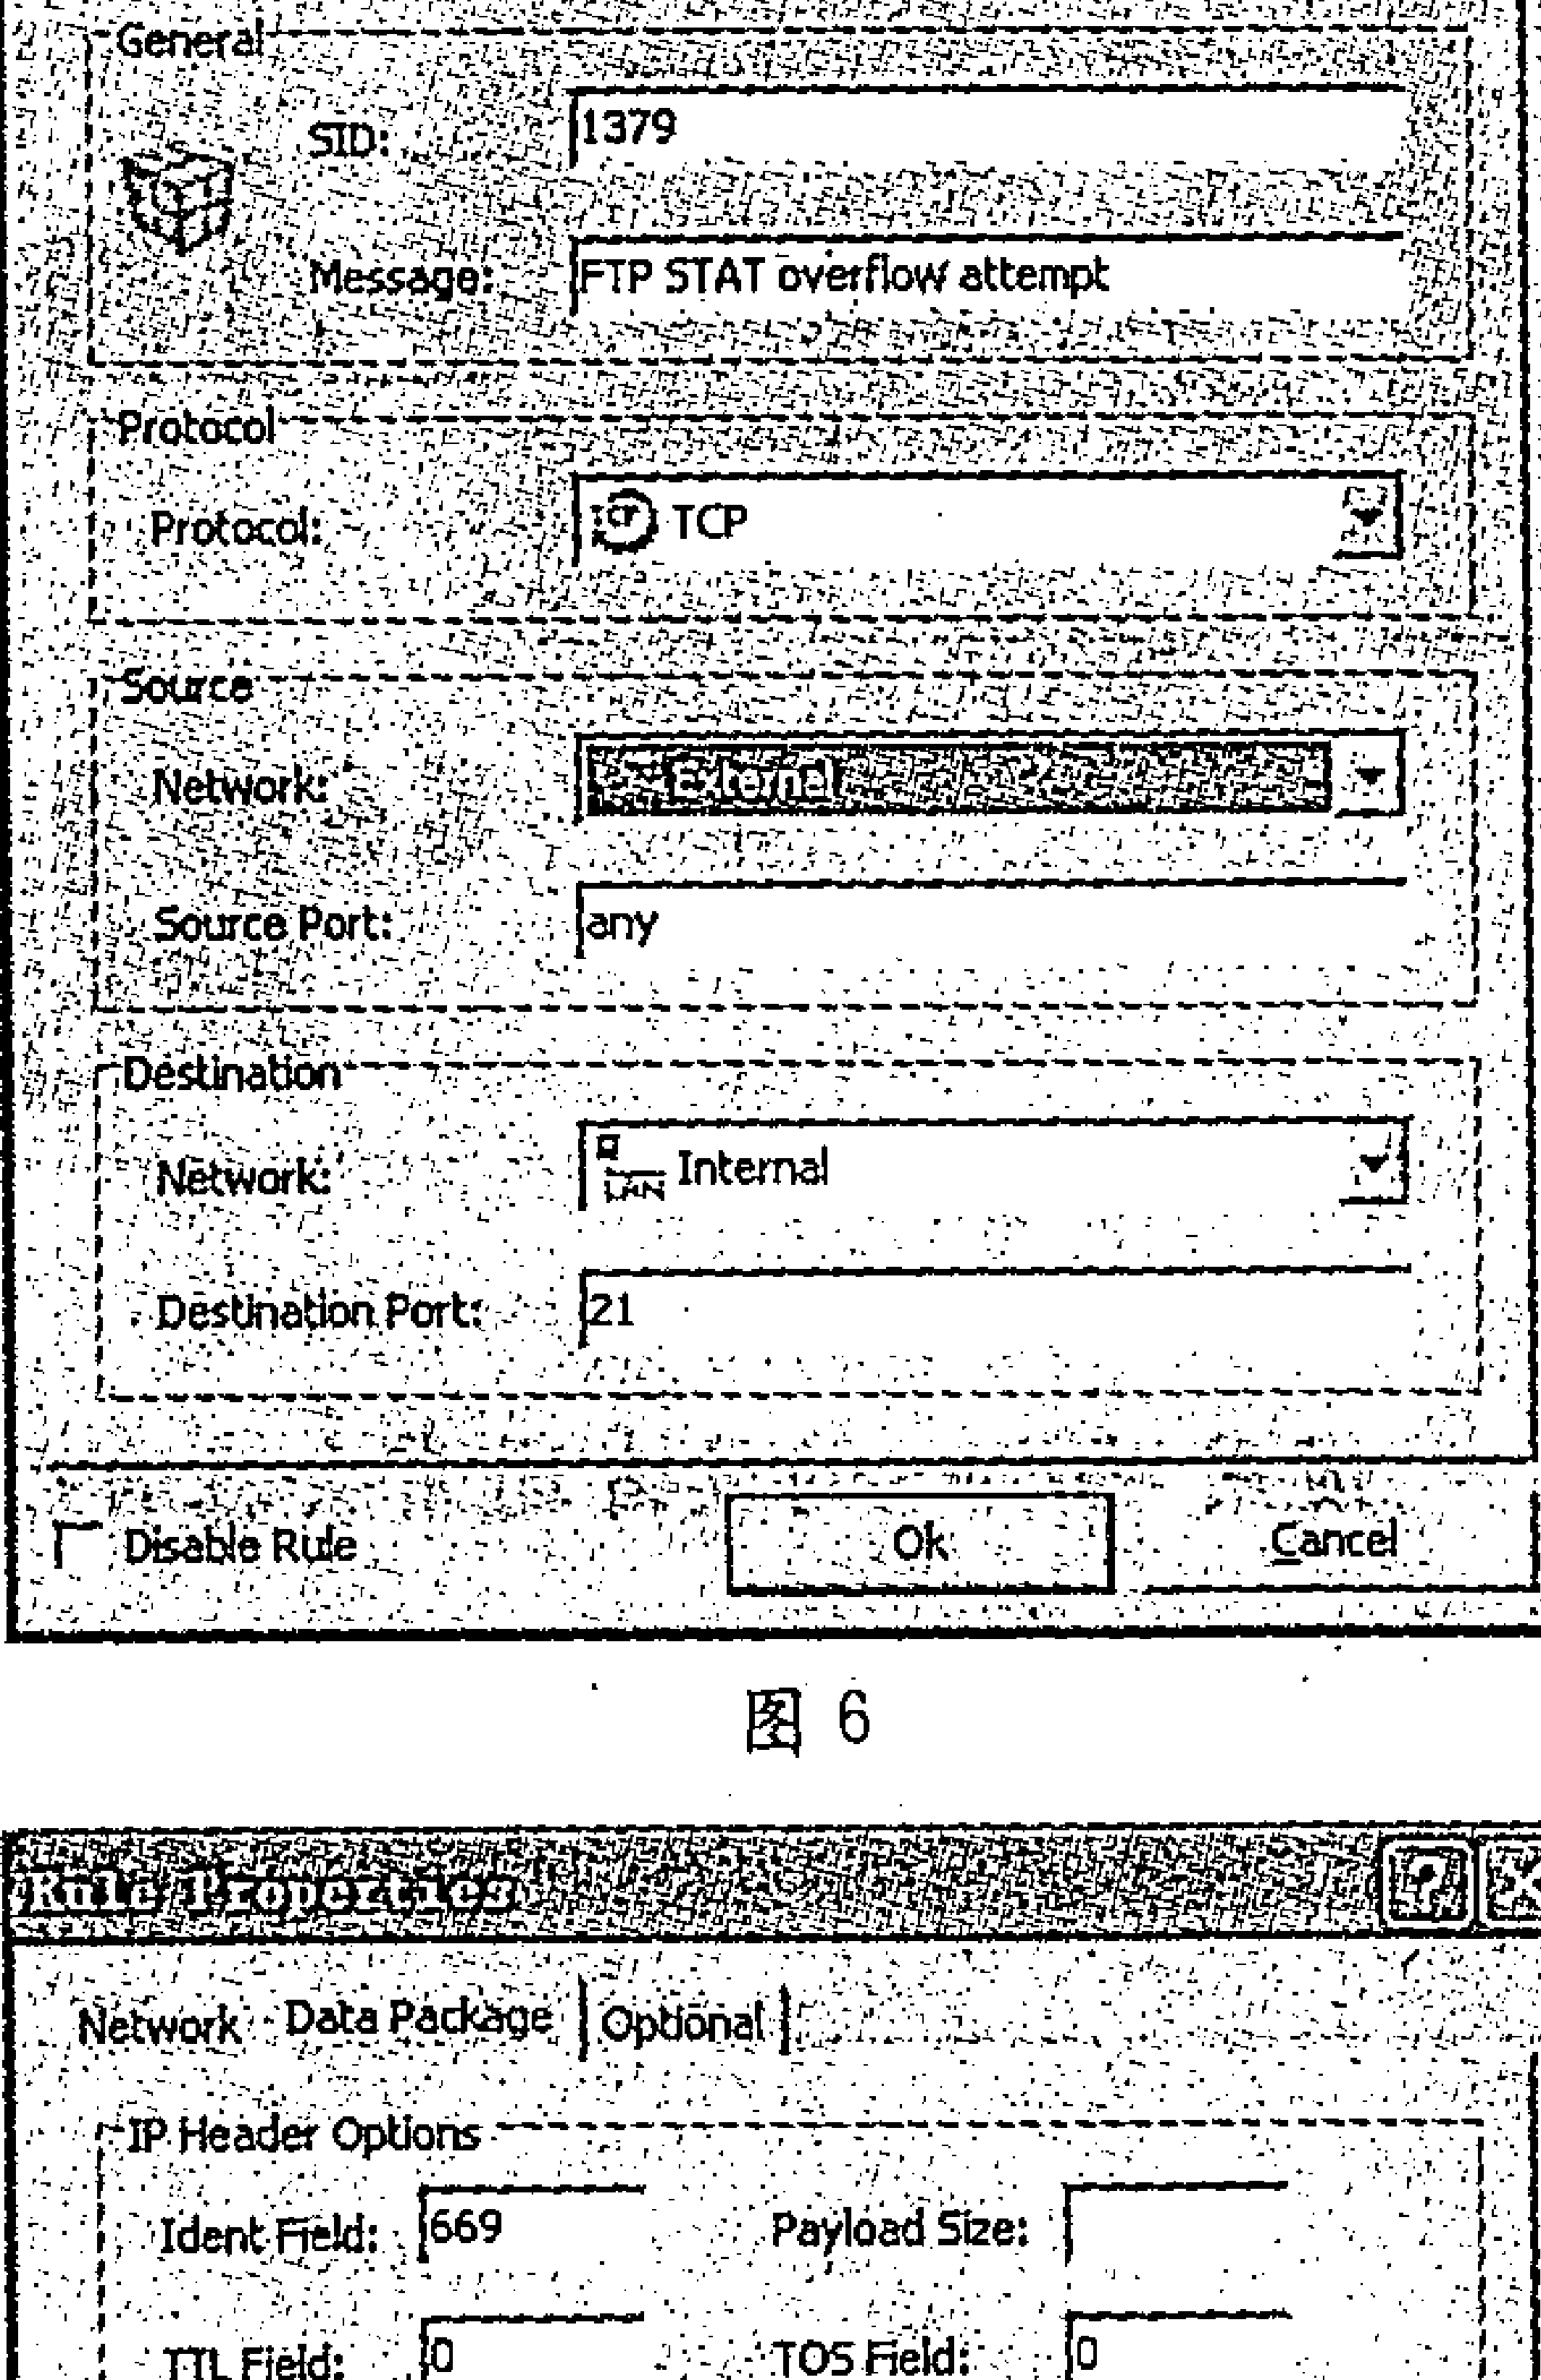 General
SID: 1379
Message: FTP STAT overflow attempt
Protocol
Protocol: TCP TCP
Source
Network: External
Source Port: any
Destination
Network: LAN Internal
Destination Port: 21
Disable Rule Ok Cancel
图 6
Rule Properties ? X
Network Data Package Optional
IP Header Options
Ident Field: 669 Payload Size:
TTL Field: 0 TOS Field: 0